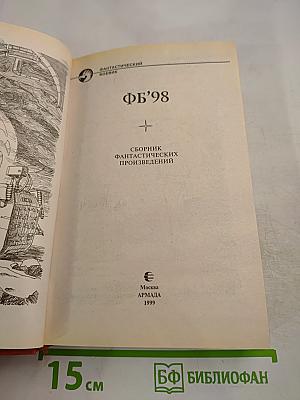 ФАНТАСТИЧЕСКИЙ
БОЕВИК
ФБ'98
СБОРНИК
ФАНТАСТИЧЕСКИХ
ПРОИЗВЕДЕНИЙ
Москва
АРМАДА
1999
15 см
БФ БИБЛИОФАН